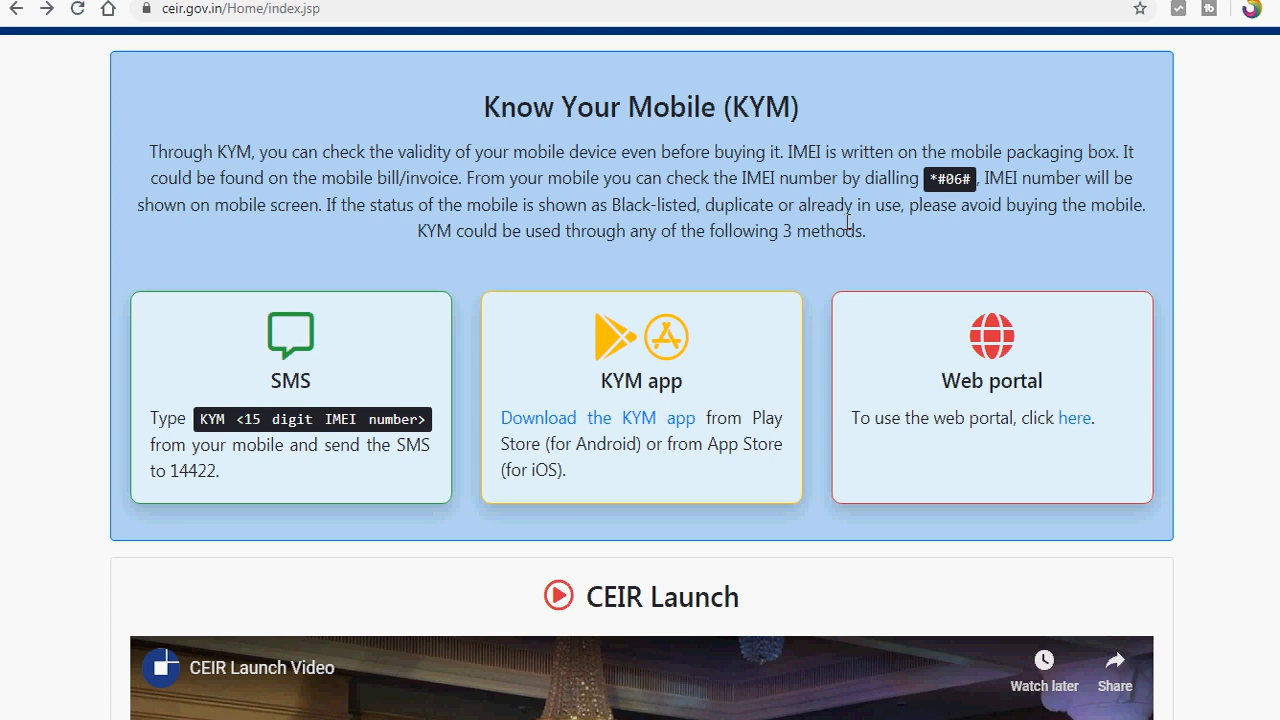 ceir.gov.in/Home/index.jsp
Know Your Mobile (KYM)
Through KYM, you can check the validity of your mobile device even before buying it. IMEI is written on the mobile packaging box. It
could be found on the mobile bill/invoice. From your mobile you can check the IMEI number by dialling *#06#, IMEI number will be
shown on mobile screen. If the status of the mobile is shown as Black-listed, duplicate or already in use, please avoid buying the mobile.
KYM could be used through any of the following 3 methods.
SMS
Type KYM <15 digit IMEI number>
from your mobile and send the SMS
to 14422.
KYM app
Download the KYM app from Play
Store (for Android) or from App Store
(for iOS).
Web portal
To use the web portal, click here.
CEIR Launch
CEIR Launch Video
Watch later
Share